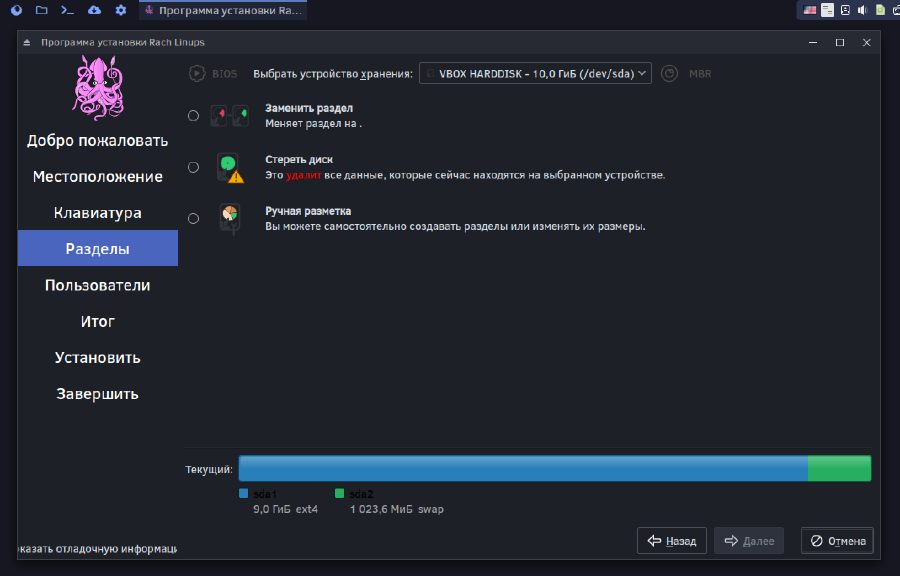 Программа установки Ra...
Программа установки Rach Linups
BIOS
Выбрать устройство хранения:
VBOX HARDDISK - 10,0 ГиБ (/dev/sda)
MBR
Добро пожаловать
Местоположение
Клавиатура
Разделы
Пользователи
Итог
Установить
Завершить
Заменить раздел
Меняет раздел на .
Стереть диск
Это удалит все данные, которые сейчас находятся на выбранном устройстве.
Ручная разметка
Вы можете самостоятельно создавать разделы или изменять их размеры.
Текущий:
sda1
9,0 ГиБ ext4
sda2
1 023,6 МиБ swap
оказать отладочную информаци
Назад
Далее
Отмена